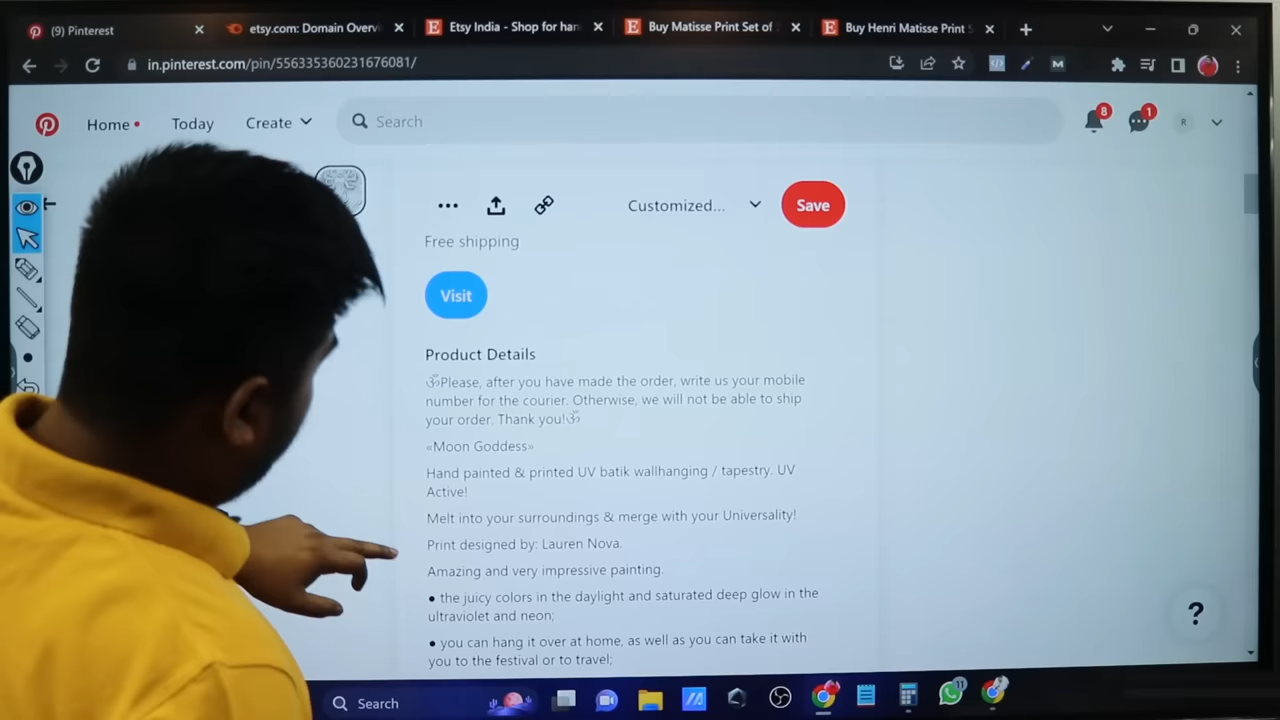 (9) Pinterest
etsy.com: Domain Overvi
Etsy India - Shop for han
Buy Matisse Print Set of
Buy Henri Matisse Print S
in.pinterest.com/pin/556335360231676081/
Home
Today
Create
Search
8
1
R
Customized...
Save
Free shipping
Visit
Product Details
ॐPlease, after you have made the order, write us your mobile
number for the courier. Otherwise, we will not be able to ship
your order. Thank you!ॐ
«Moon Goddess»
Hand painted & printed UV batik wallhanging / tapestry. UV
Active!
Melt into your surroundings & merge with your Universality!
Print designed by: Lauren Nova.
Amazing and very impressive painting.
● the juicy colors in the daylight and saturated deep glow in the
ultraviolet and neon;
● you can hang it over at home, as well as you can take it with
you to the festival or to travel;
?
Search
11